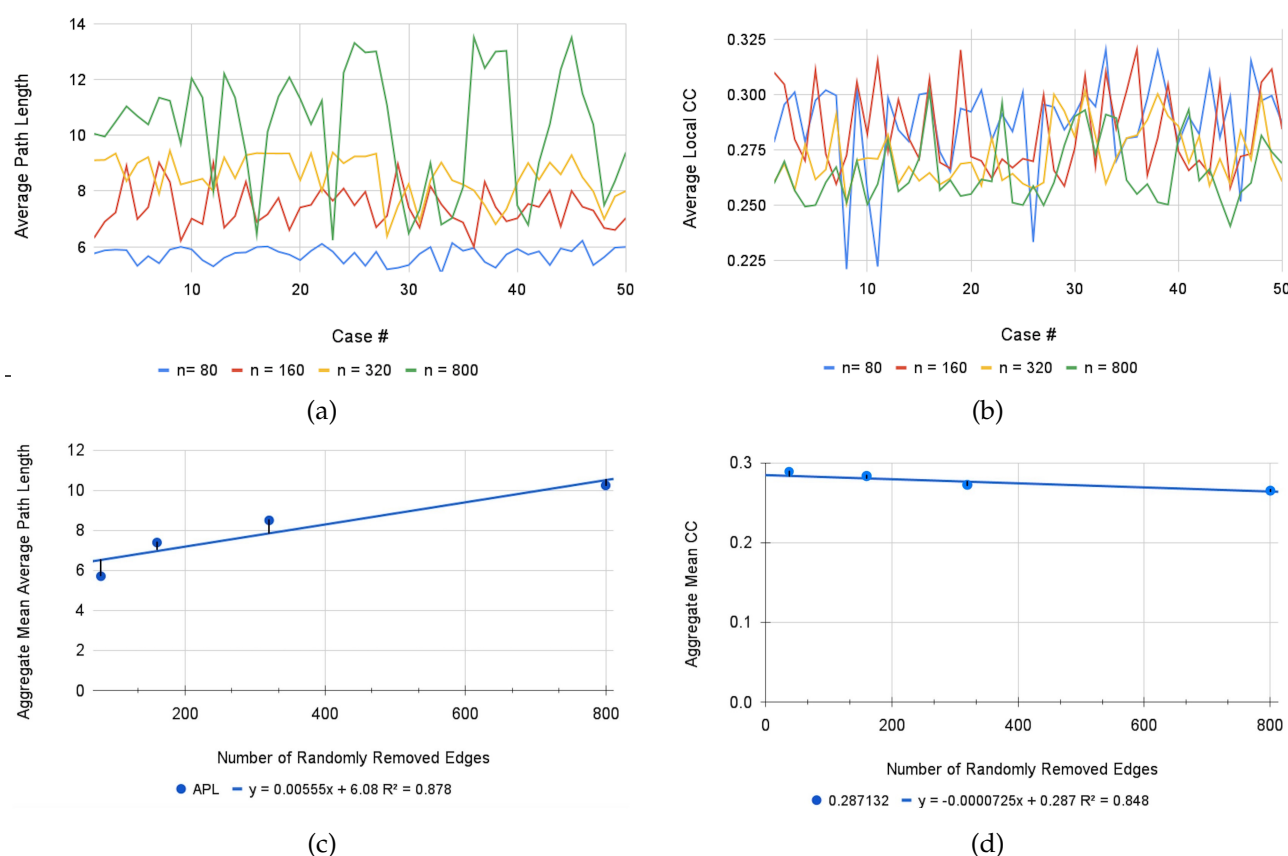 14
12
10
8
6
Average Path Length
10
20
30
40
50
Case #
n= 80
n = 160
n = 320
n = 800
(a)
0.325
0.300
0.275
0.250
0.225
Average Local CC
10
20
30
40
50
Case #
n= 80
n = 160
n = 320
n = 800
(b)
12
10
8
6
4
2
0
Aggregate Mean Average Path Length
200
400
600
800
Number of Randomly Removed Edges
APL
y = 0.00555x + 6.08 R² = 0.878
(c)
0.3
0.2
0.1
0.0
Aggregate Mean CC
0
200
400
600
800
Number of Randomly Removed Edges
0.287132
y = -0.0000725x + 0.287 R² = 0.848
(d)